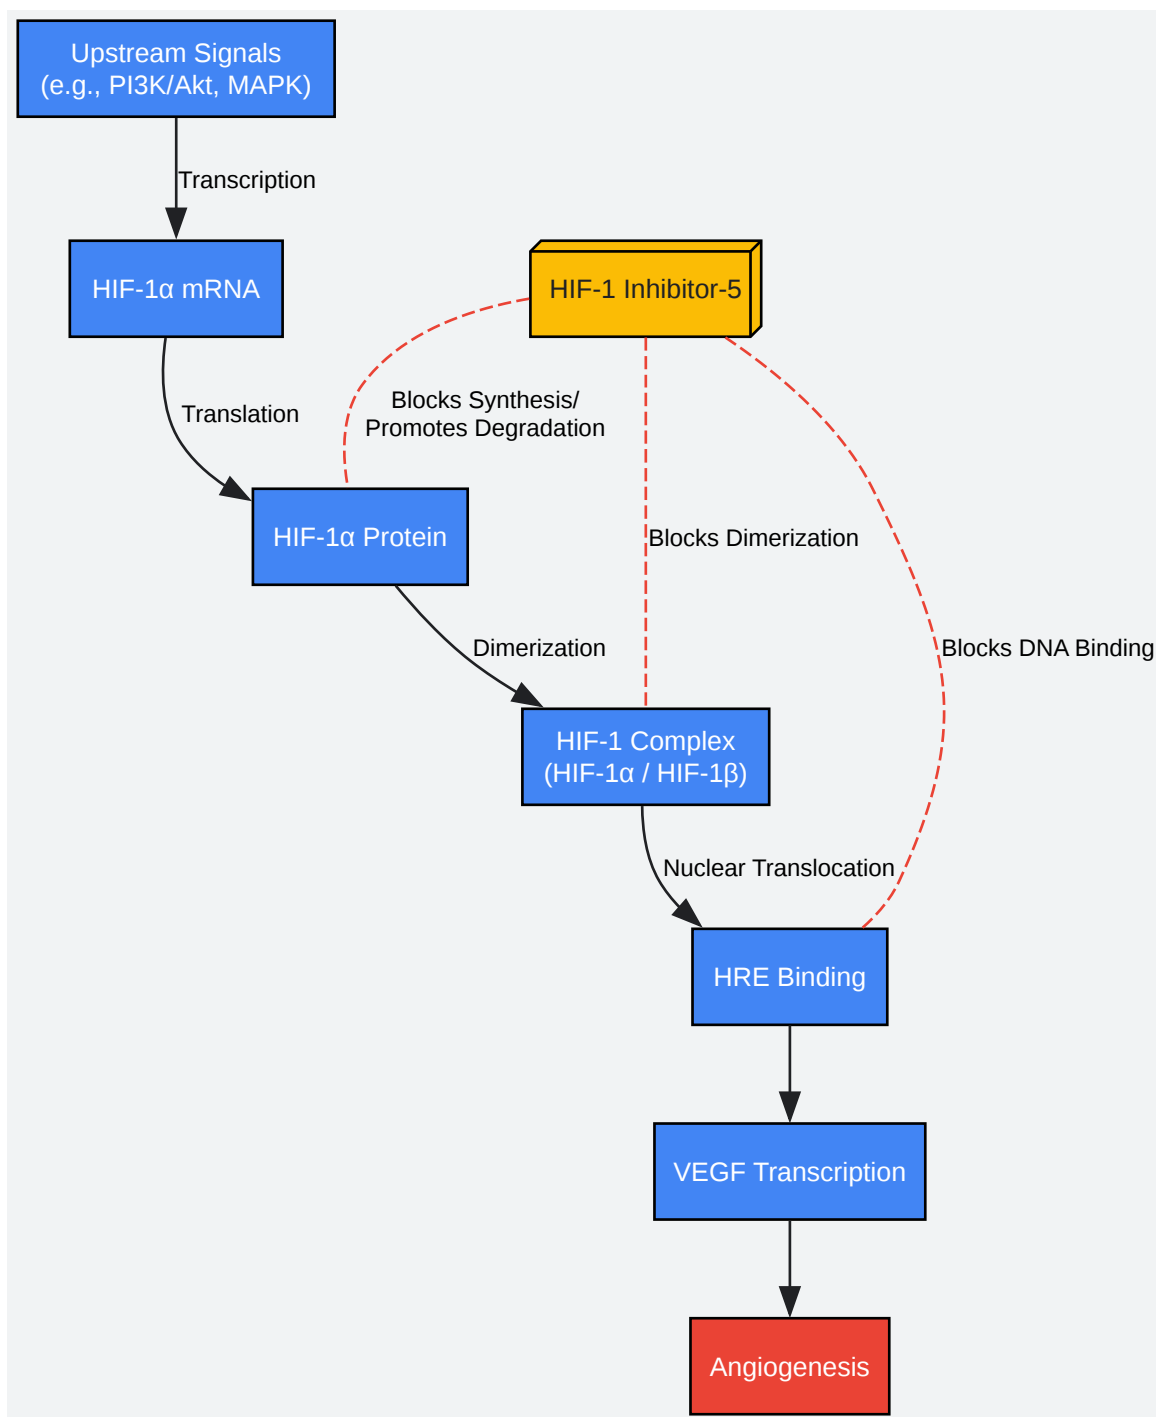 Upstream Signals
(e.g., PI3K/Akt, MAPK)
Transcription
HIF-1α mRNA
HIF-1 Inhibitor-5
Translation
Blocks Synthesis/
Promotes Degradation
HIF-1α Protein
Blocks Dimerization
Dimerization
Blocks DNA Binding
HIF-1 Complex
(HIF-1α / HIF-1β)
Nuclear Translocation
HRE Binding
VEGF Transcription
Angiogenesis